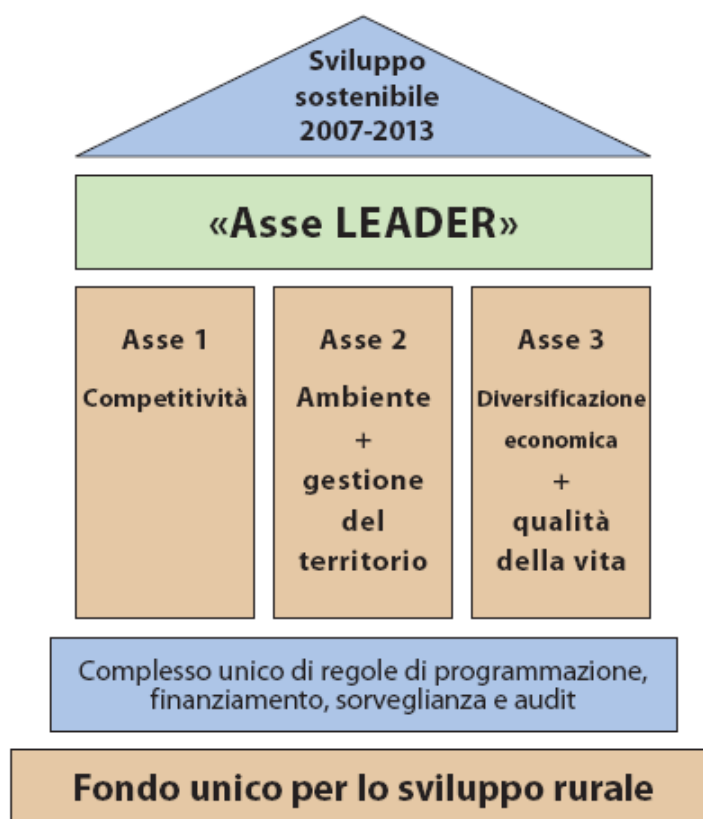 Sviluppo
sostenibile
2007-2013
«Asse LEADER»
Asse 1
Competitività
Asse 2
Ambiente
+
gestione
del
territorio
Asse 3
Diversificazione
economica
+
qualità
della vita
Complesso unico di regole di programmazione,
finanziamento, sorveglianza e audit
Fondo unico per lo sviluppo rurale